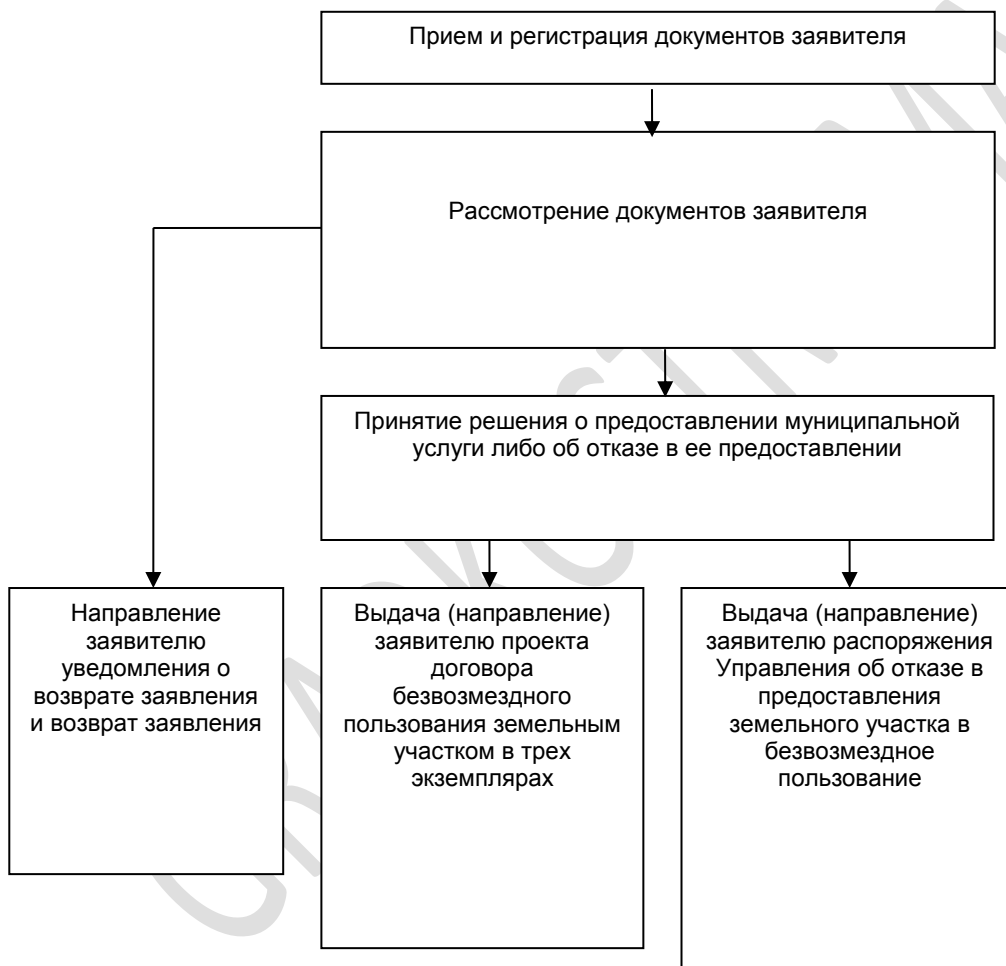 Прием и регистрация документов заявителя
Рассмотрение документов заявителя
Принятие решения о предоставлении муниципальной
услуги либо об отказе в ее предоставлении
Направление
заявителю
уведомления о
возврате заявления
и возврат заявления
Выдача (направление)
заявителю проекта
договора
безвозмездного
пользования земельным
участком в трех
экземплярах
Выдача (направление)
заявителю распоряжения
Управления об отказе в
предоставления
земельного участка в
безвозмездное
пользование